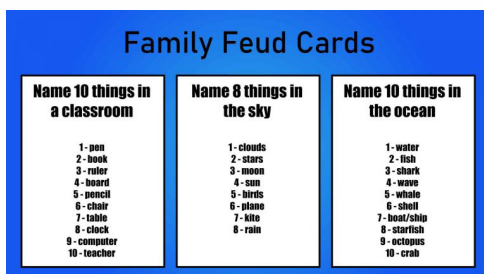 Family Feud Cards
Name 10 things in
a classroom
1 - pen
2 - book
3 - ruler
4 - board
5 - pencil
6 - chair
7 - table
8 - clock
9 - computer
10 - teacher
Name 8 things in
the sky
1 - clouds
2 - stars
3 - moon
4 - sun
5 - birds
6 - plane
7 - kite
8 - rain
Name 10 things in
the ocean
1 - water
2 - fish
3 - shark
4 - wave
5 - whale
6 - shell
7 - boat/ship
8 - starfish
9 - octopus
10 - crab